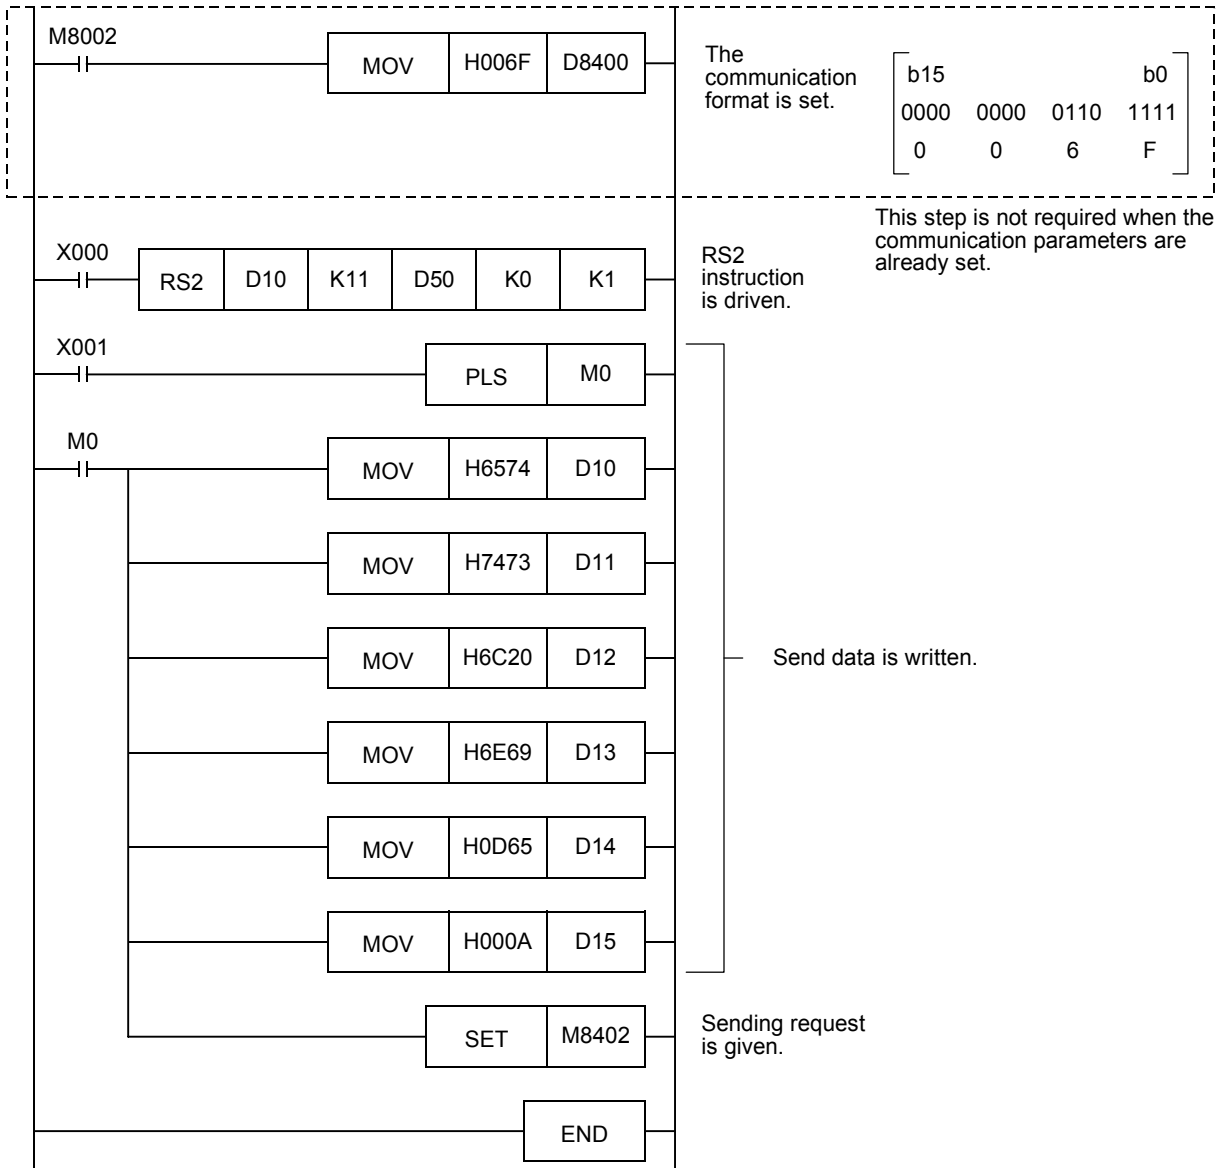 M8002
MOV H006F D8400
The
communication
format is set.
b15 b0
0000 0000 0110 1111
0 0 6 F
This step is not required when the
communication parameters are
already set.
X000
RS2 D10 K11 D50 K0 K1
RS2
instruction
is driven.
X001
PLS M0
M0
MOV H6574 D10
MOV H7473 D11
MOV H6C20 D12
Send data is written.
MOV H6E69 D13
MOV H0D65 D14
MOV H000A D15
SET M8402
Sending request
is given.
END